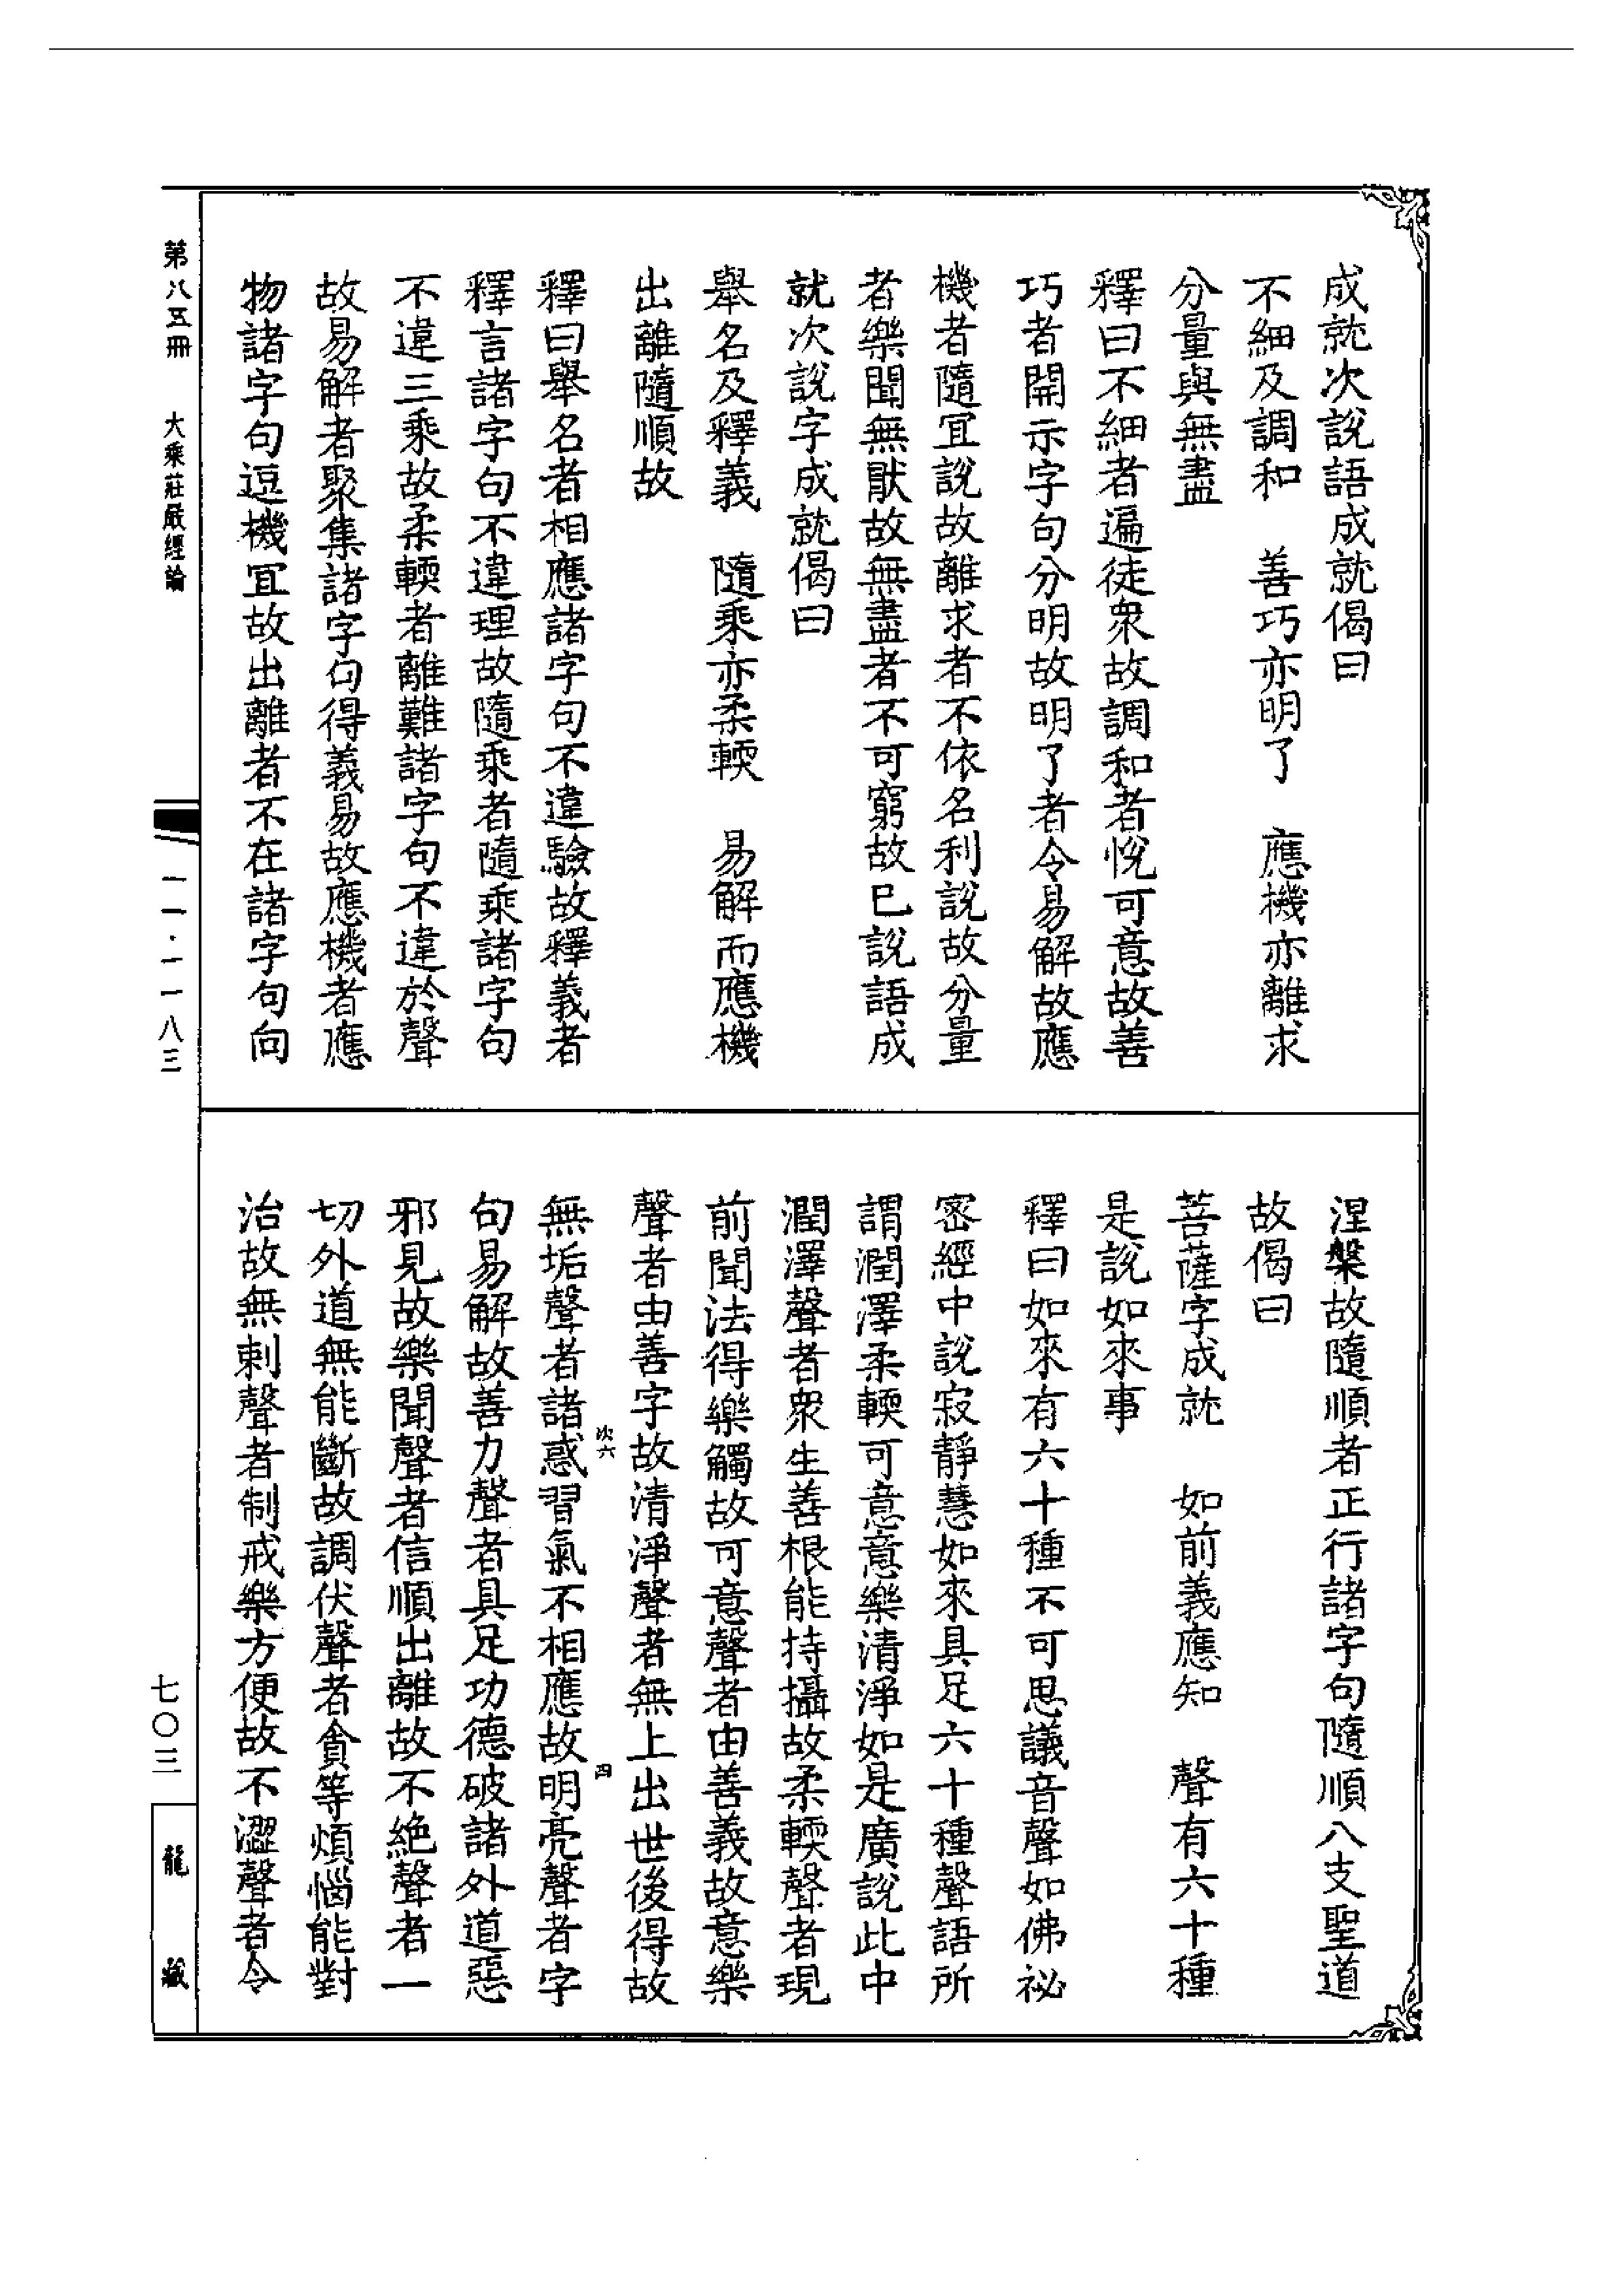 成就次說語成就偈曰
不細及調和　善巧亦明了　應機亦離求
分量與無盡
釋曰不細者遍徒衆故調和者悅可意故善
巧者開示字句分明故明了者令易解故應
機者隨宜說故離求者不依名利說故分量
者樂聞無猒故無盡者不可窮故已說語成
就次說字成就偈曰
舉名及釋義　隨乘亦柔輭　易解而應機
出離隨順故
釋曰舉名者相應諸字句不違驗故釋義者
釋言諸字句不違理故隨乘者隨乘諸字句
不違三乘故柔輭者離難諸字句不違於聲
故易解者聚集諸字句得義易故應機者應
物諸字句逗機宜故出離者不在諸字句向
涅槃故隨順者正行諸字句隨順八支聖道
故偈曰
菩薩字成就　如前義應知　聲有六十種
是說如來事
釋曰如來有六十種不可思議音聲如佛祕
密經中說寂靜慧如來具足六十種聲語所
謂潤澤柔輭可意意樂清淨如是廣說此中
潤澤聲者衆生善根能持攝故柔輭聲者現
前聞法得樂觸故可意聲者由善義故意樂
聲者由善字故清淨聲者無上出世後得故
無垢聲者諸惑習氣不相應故明亮聲者字
次六
四
句易解故善力聲者具足功德破諸外道惡
邪見故樂聞聲者信順出離故不絶聲者一
切外道無能斷故調伏聲者貪等煩惱能對
治故無刺聲者制戒樂方便故不澀聲者令
第八五冊　大乘莊嚴經論
一一·一一八三
七〇三
龍藏